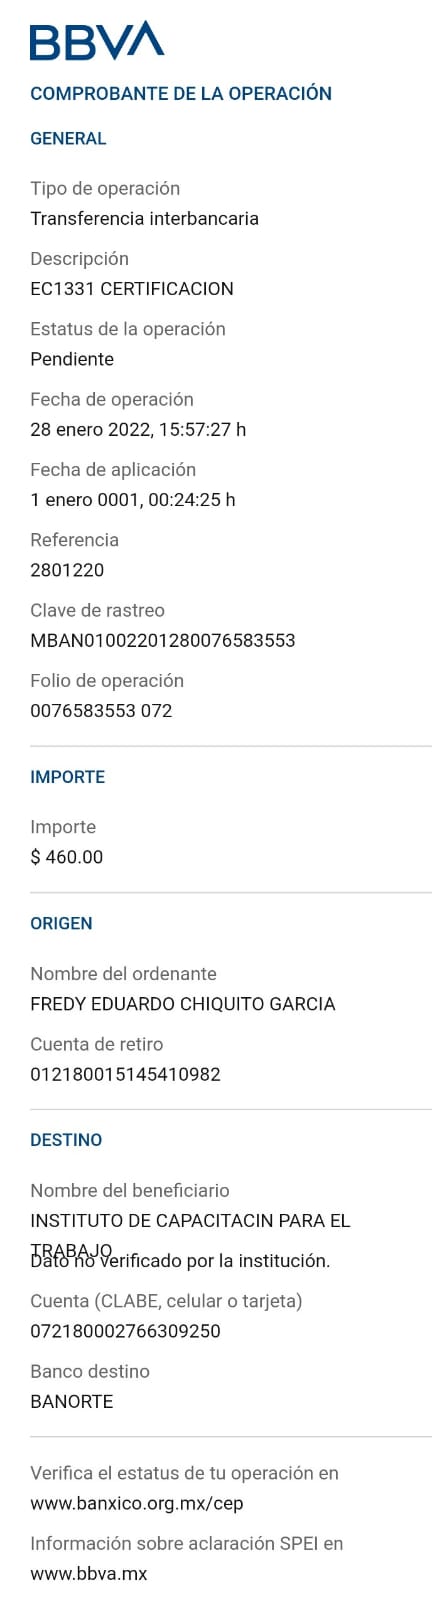 BBVA
COMPROBANTE DE LA OPERACIÓN
GENERAL
Tipo de operación
Transferencia interbancaria
Descripción
EC1331 CERTIFICACION
Estatus de la operación
Pendiente
Fecha de operación
28 enero 2022, 15:57:27 h
Fecha de aplicación
1 enero 0001, 00:24:25 h
Referencia
2801220
Clave de rastreo
MBAN01002201280076583553
Folio de operación
0076583553 072
IMPORTE
Importe
$ 460.00
ORIGEN
Nombre del ordenante
FREDY EDUARDO CHIQUITO GARCIA
Cuenta de retiro
012180015145410982
DESTINO
Nombre del beneficiario
INSTITUTO DE CAPACITACIN PARA EL
TRABAJO
Dato no verificado por la institución.
Cuenta (CLABE, celular o tarjeta)
072180002766309250
Banco destino
BANORTE
Verifica el estatus de tu operación en
www.banxico.org.mx/cep
Información sobre aclaración SPEI en
www.bbva.mx